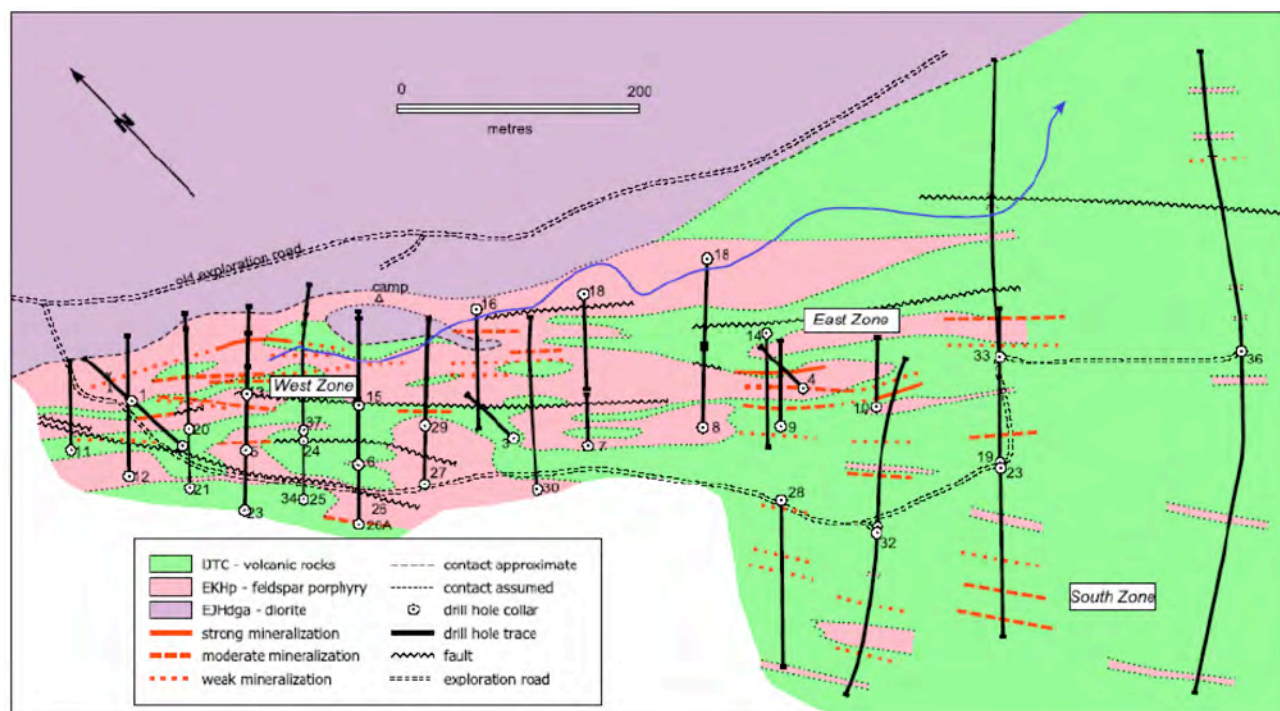 N
0
200
metres
old exploration road
camp
18
16
18
East Zone
14
33
36
West Zone
1
13
15
4
10
20
37
29
3
7
8
9
11
5
24
6
19
12
21
27
23
34
25
30
28
23
26
26A
32
South Zone
IJTC - volcanic rocks
EKHp - feldspar porphyry
EJHdga - diorite
strong mineralization
moderate mineralization
weak mineralization
contact approximate
contact assumed
drill hole collar
drill hole trace
fault
exploration road